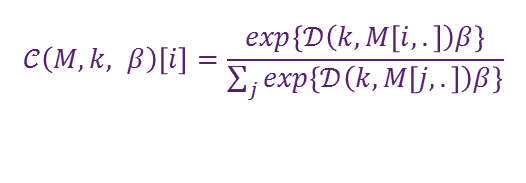 𝒞(M, k, β)[i] = exp{𝒟(k, M[i, .])β} / ∑_j exp{𝒟(k, M[j, .])β}